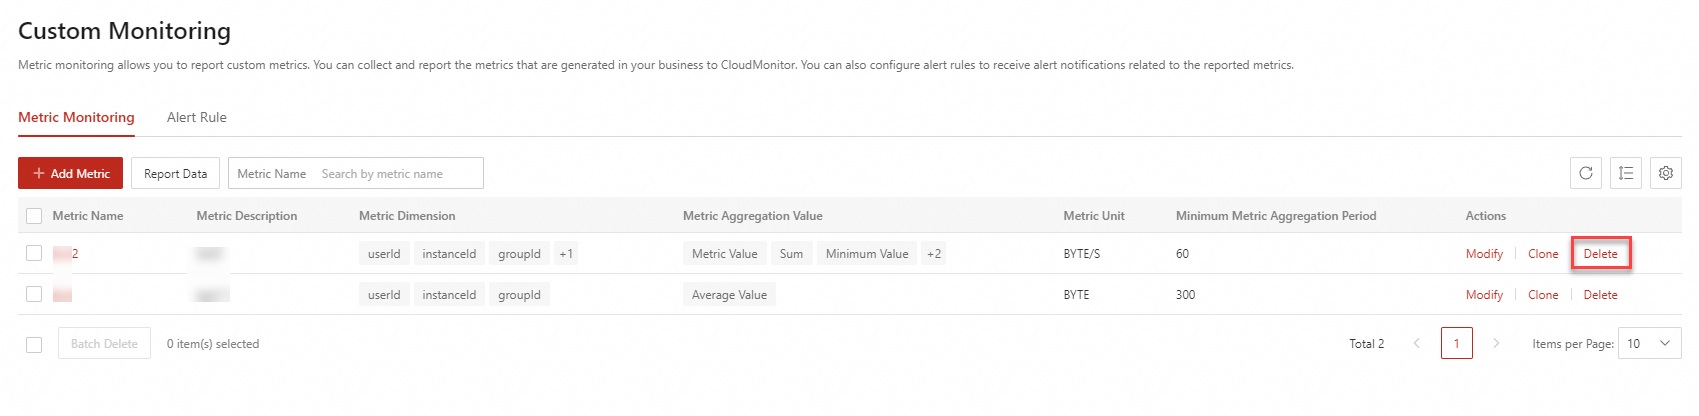 Custom Monitoring
Metric monitoring allows you to report custom metrics. You can collect and report the metrics that are generated in your business to CloudMonitor. You can also configure alert rules to receive alert notifications related to the reported metrics.
Metric Monitoring Alert Rule
+ Add Metric Report Data Metric Name Search by metric name
Metric Name Metric Description Metric Dimension Metric Aggregation Value Metric Unit Minimum Metric Aggregation Period Actions
2 userId instanceId groupId +1 Metric Value Sum Minimum Value +2 BYTE/S 60 Modify Clone Delete
userId instanceId groupId Average Value BYTE 300 Modify Clone Delete
Batch Delete 0 item(s) selected Total 2 < 1 > Items per Page: 10